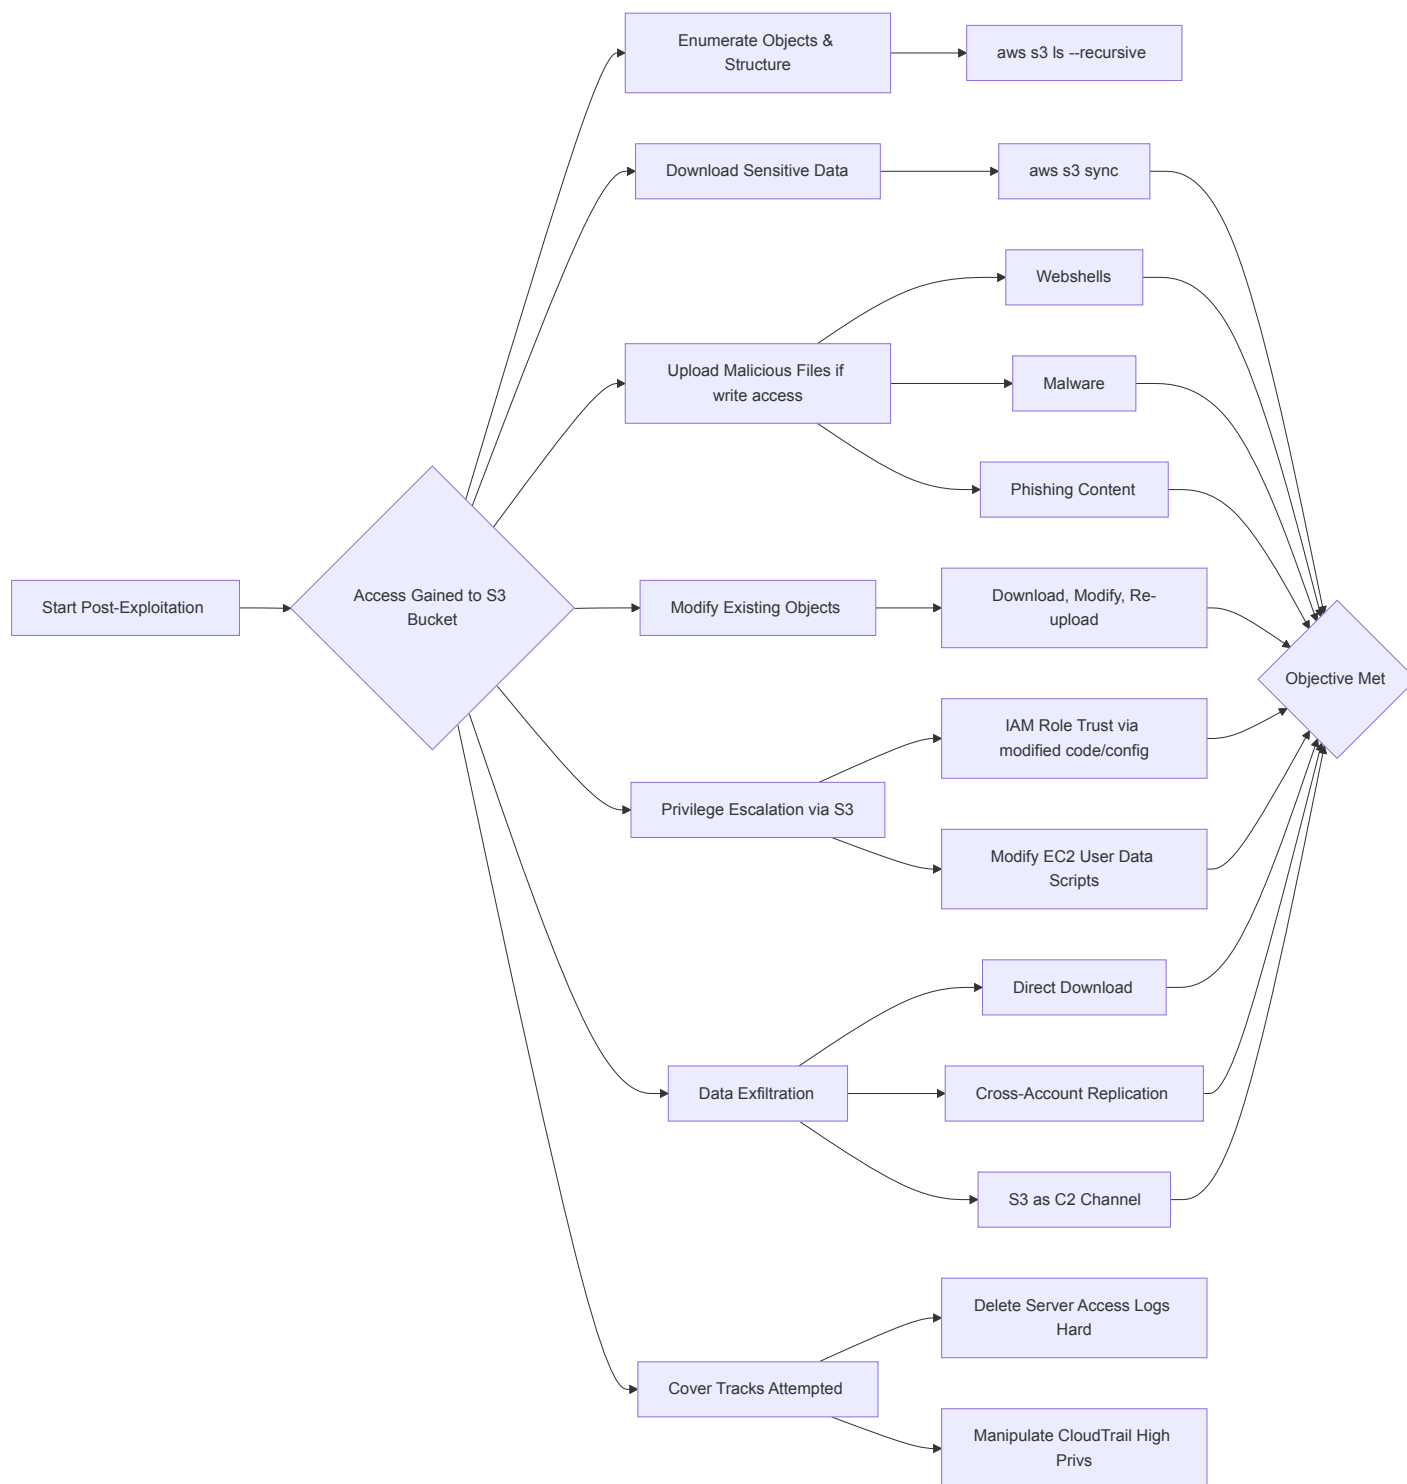 Enumerate Objects &
Structure
aws s3 ls --recursive
Download Sensitive Data
aws s3 sync
Webshells
Upload Malicious Files if
write access
Malware
Phishing Content
Start Post-Exploitation
Access Gained to S3
Bucket
Modify Existing Objects
Download, Modify, Re-
upload
Objective Met
IAM Role Trust via
modified code/config
Privilege Escalation via S3
Modify EC2 User Data
Scripts
Direct Download
Data Exfiltration
Cross-Account Replication
S3 as C2 Channel
Delete Server Access Logs
Hard
Cover Tracks Attempted
Manipulate CloudTrail High
Privs